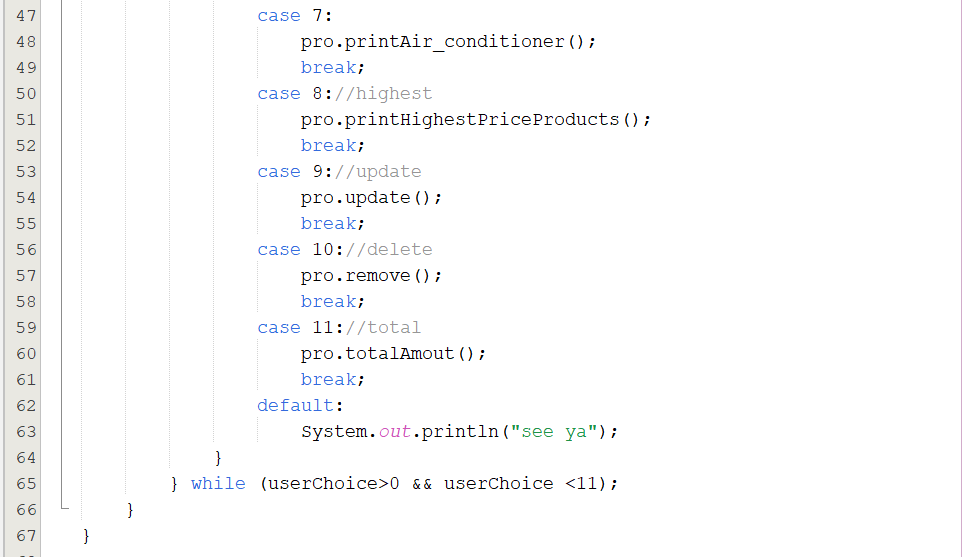 47 case 7:
48 pro.printAir_conditioner();
49 break;
50 case 8://highest
51 pro.printHighestPriceProducts();
52 break;
53 case 9://update
54 pro.update();
55 break;
56 case 10://delete
57 pro.remove();
58 break;
59 case 11://total
60 pro.totalAmout();
61 break;
62 default:
63 System.out.println("see ya");
64 }
65 } while (userChoice>0 && userChoice <11);
66 }
67 }